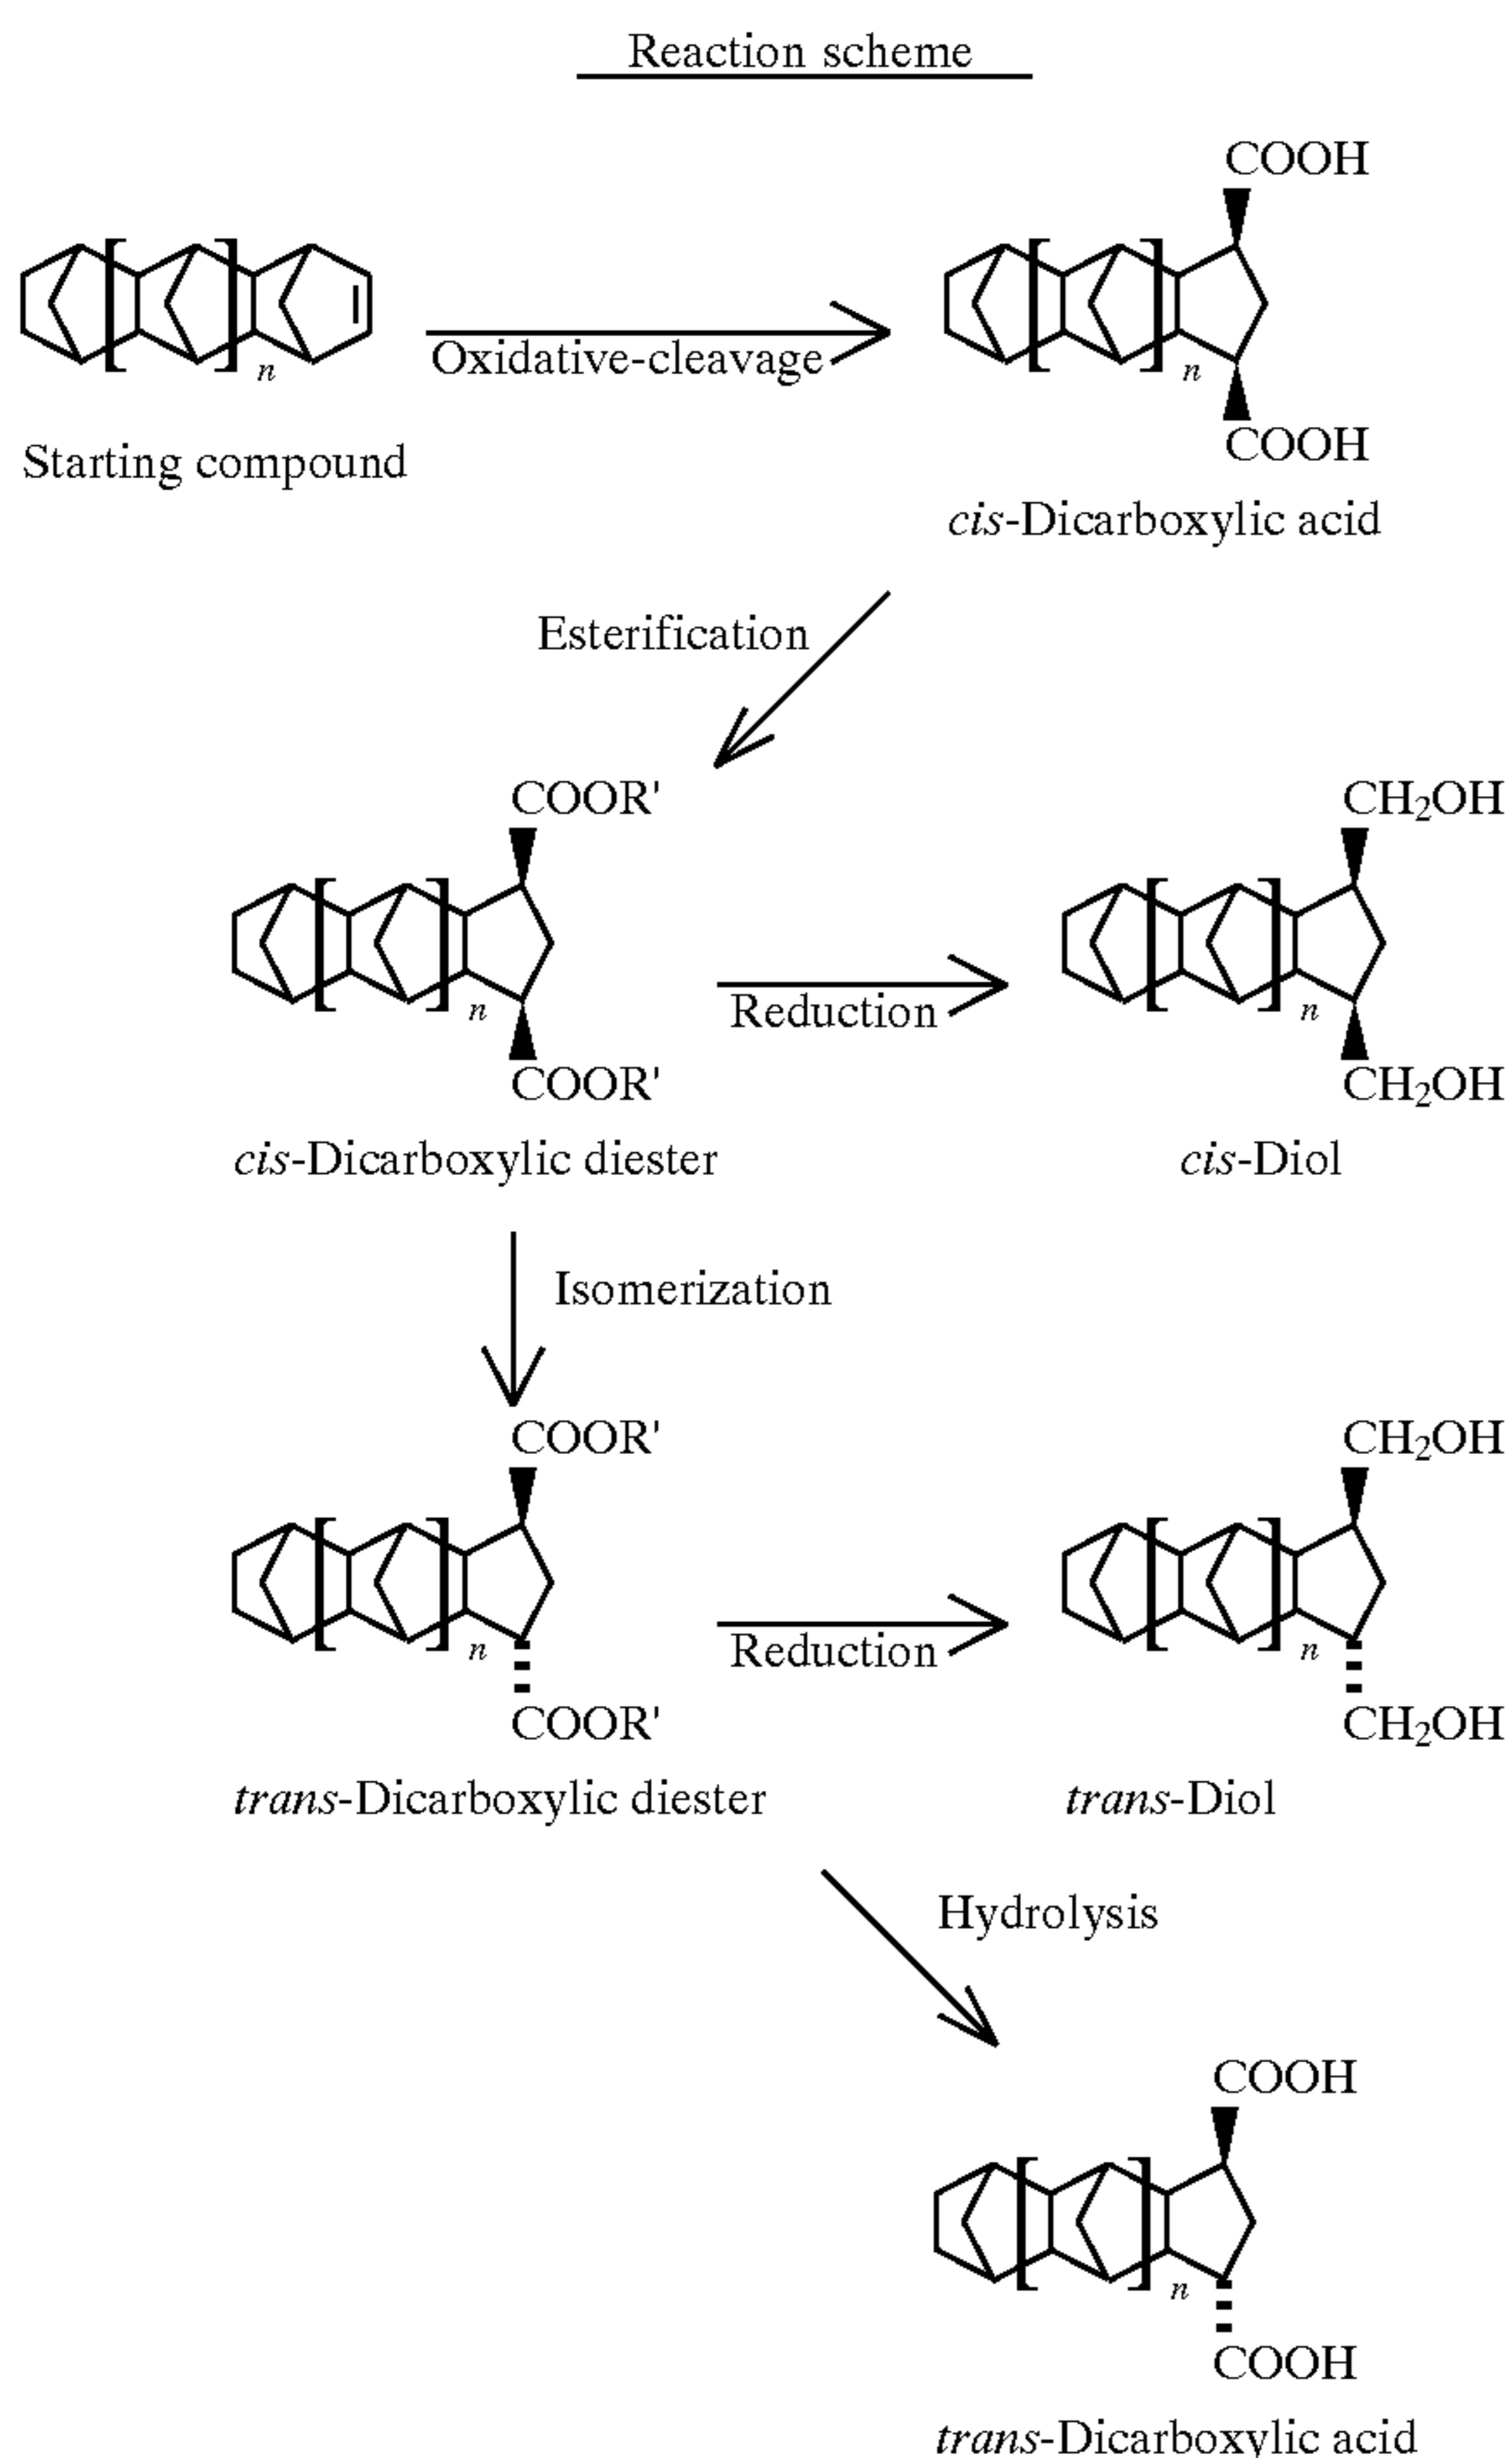 Reaction scheme
COOH
n
Oxidative-cleavage
n
Starting compound
COOH
cis-Dicarboxylic acid
Esterification
COOR'
CH2OH
n
Reduction
n
COOR'
CH2OH
cis-Dicarboxylic diester
cis-Diol
Isomerization
COOR'
CH2OH
n
Reduction
n
COOR'
CH2OH
trans-Dicarboxylic diester
trans-Diol
Hydrolysis
COOH
n
COOH
trans-Dicarboxylic acid